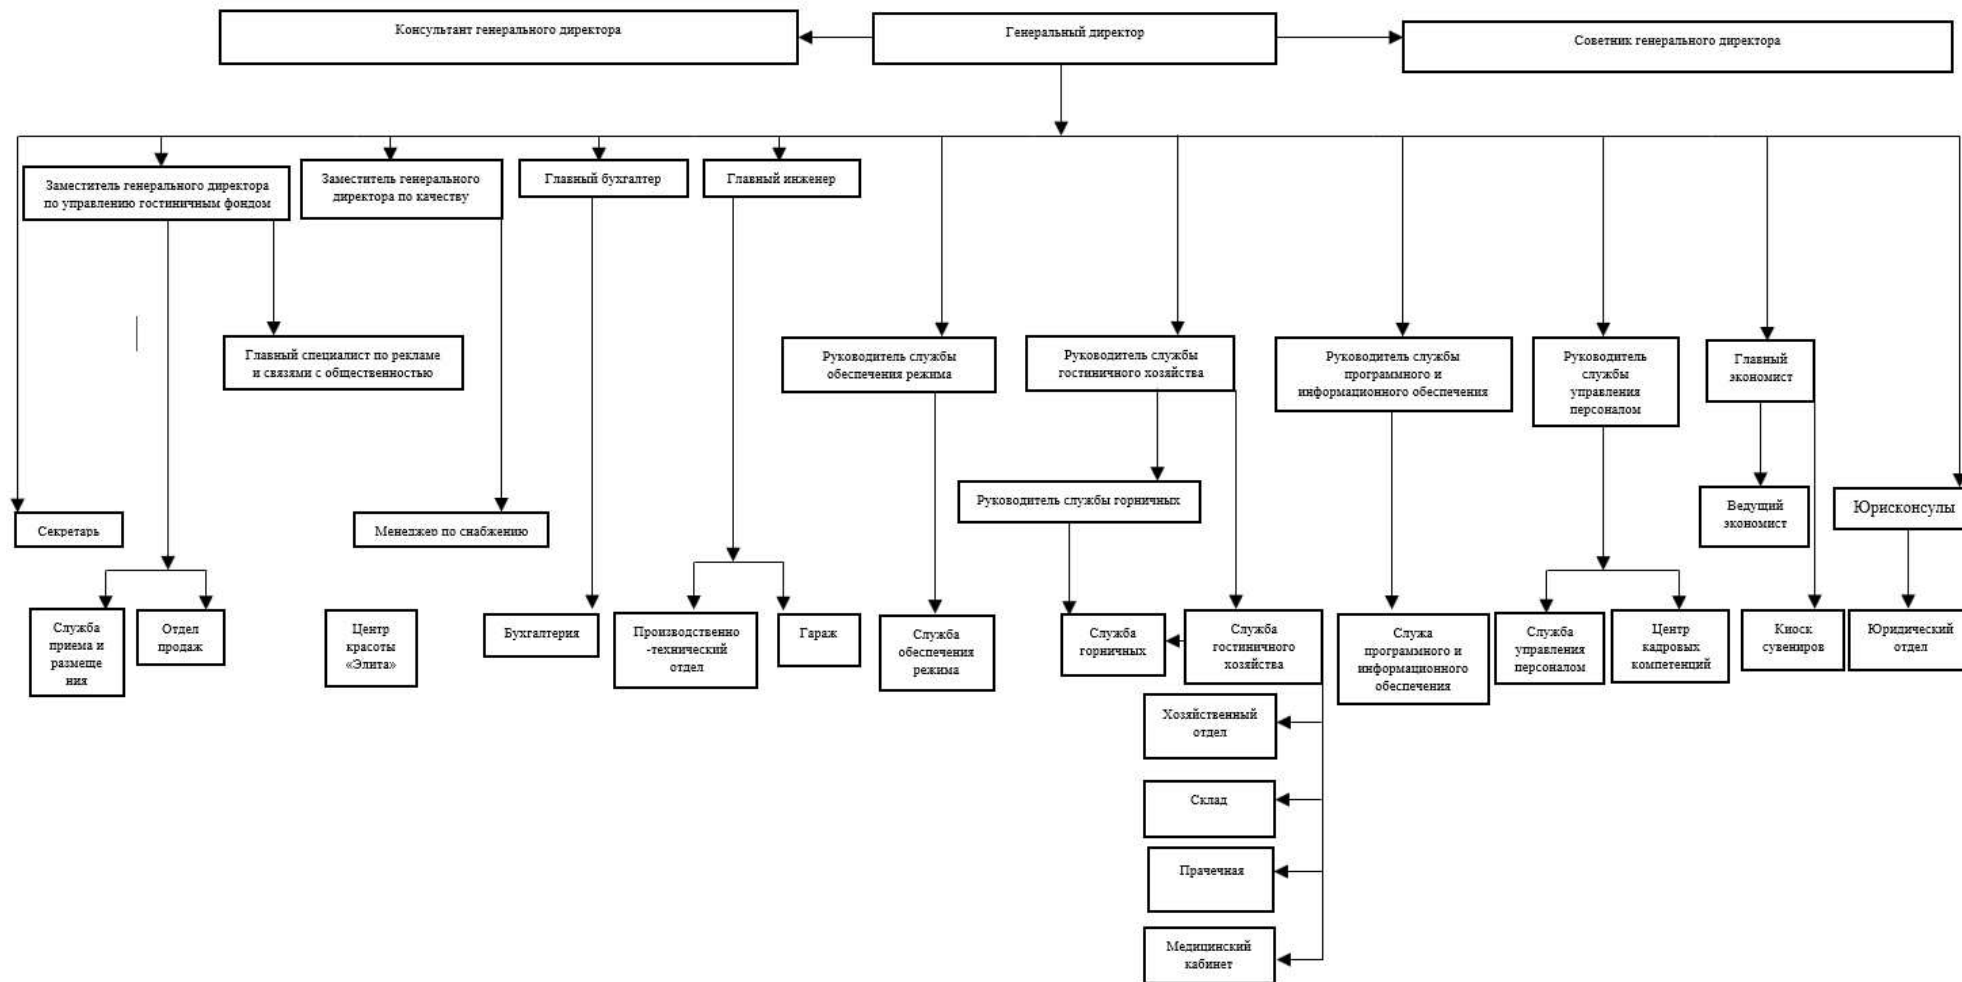 Консультант генерального директора
Генеральный директор
Советник генерального директора
Заместитель генерального директора
по управлению гостиничным фондом
Заместитель генерального
директора по качеству
Главный бухгалтер
Главный инженер
Главный специалист по рекламе
и связями с общественностью
Руководитель службы
обеспечения режима
Руководитель службы
гостиничного хозяйства
Руководитель службы
программного и
информационного обеспечения
Руководитель
службы
управления
персоналом
Главный
экономист
Руководитель службы горничных
Ведущий
экономист
Юрисконсулы
Секретарь
Менеджер по снабжению
Служба
приема и
размеще
ния
Отдел
продаж
Центр
красоты
«Элита»
Бухгалтерия
Производственно
-технический
отдел
Гараж
Служба
обеспечения
режима
Служба
горничных
Служба
гостиничного
хозяйства
Служа
программного и
информационного
обеспечения
Служба
управления
персоналом
Центр
кадровых
компетенций
Киоск
сувениров
Юридический
отдел
Хозяйственный
отдел
Склад
Прачечная
Медицинский
кабинет